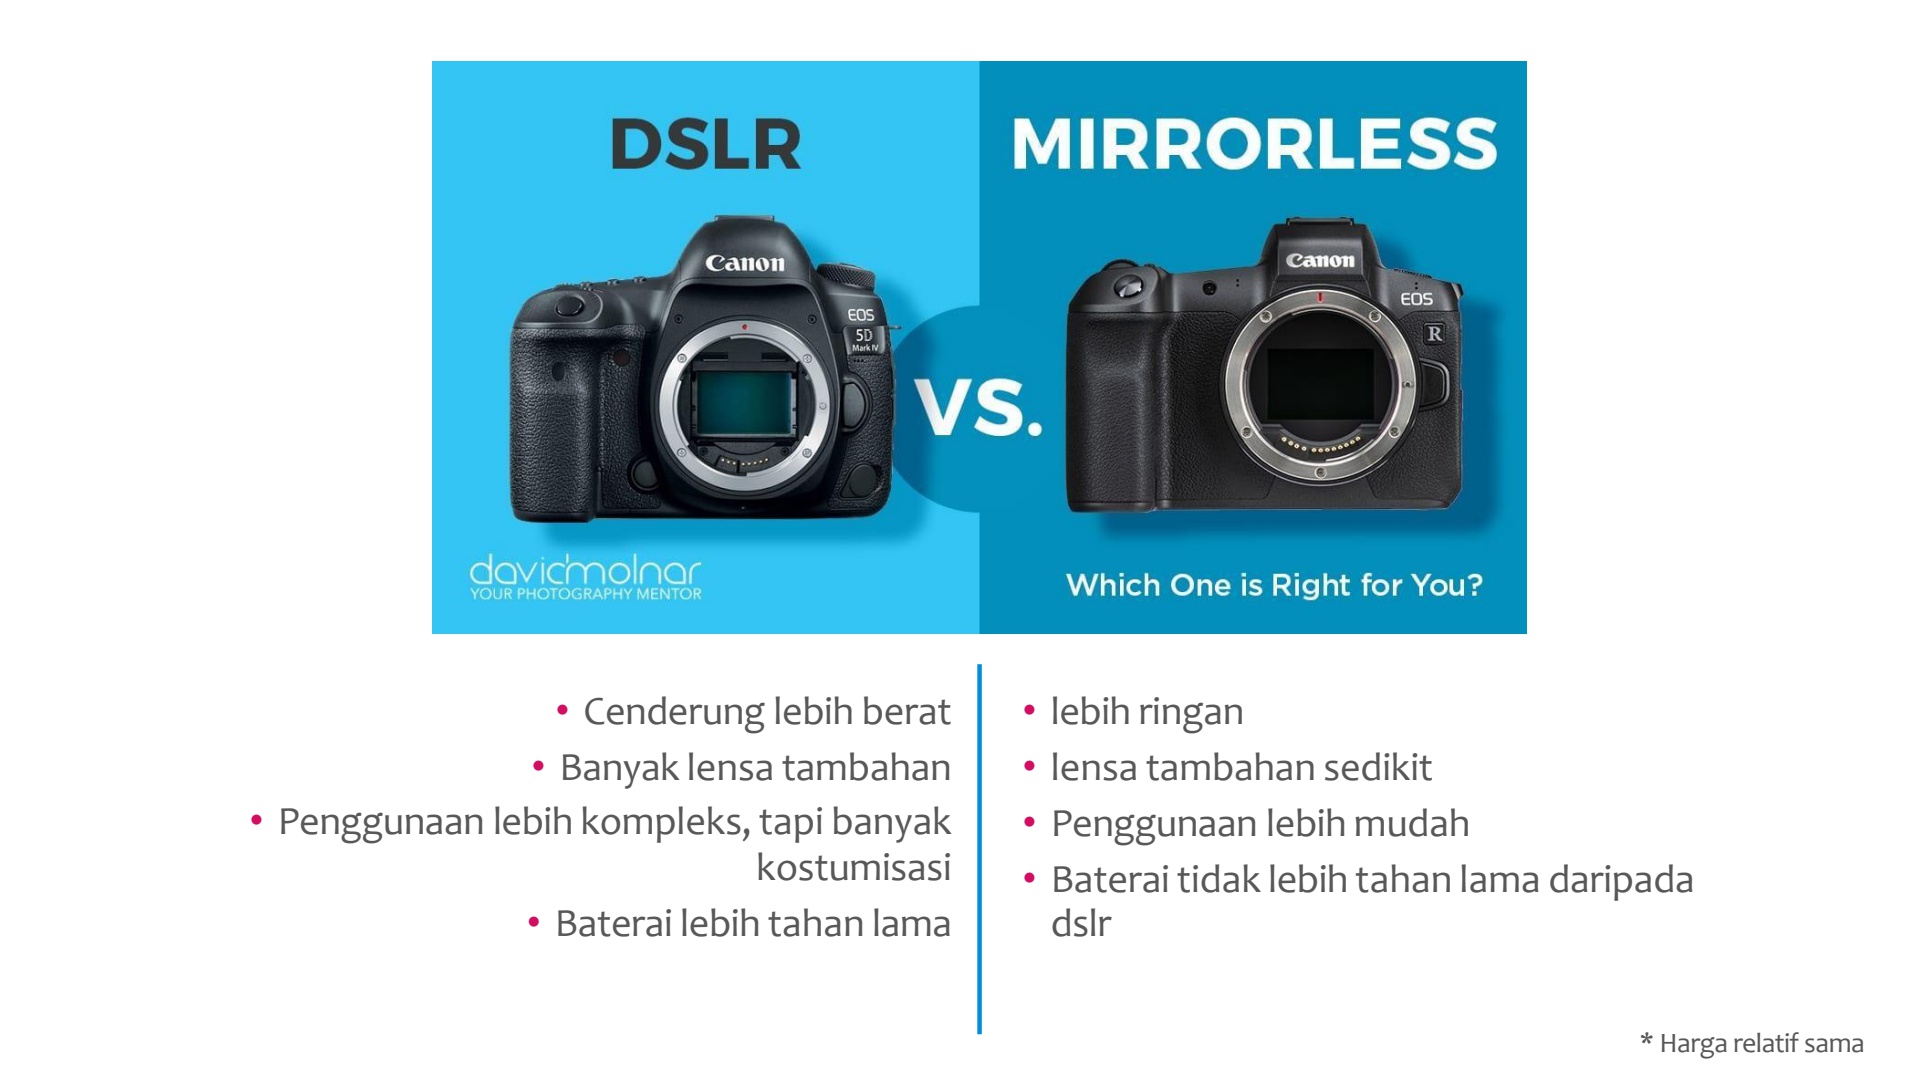 DSLR
MIRRORLESS
Canon
EOS
5D
Mark IV
VS.
Canon
EOS
R
davidmolnar
YOUR PHOTOGRAPHY MENTOR
Which One is Right for You?
• Cenderung lebih berat
• Banyak lensa tambahan
• Penggunaan lebih kompleks, tapi banyak
kostumisasi
• Baterai lebih tahan lama
• lebih ringan
• lensa tambahan sedikit
• Penggunaan lebih mudah
• Baterai tidak lebih tahan lama daripada
dslr
* Harga relatif sama